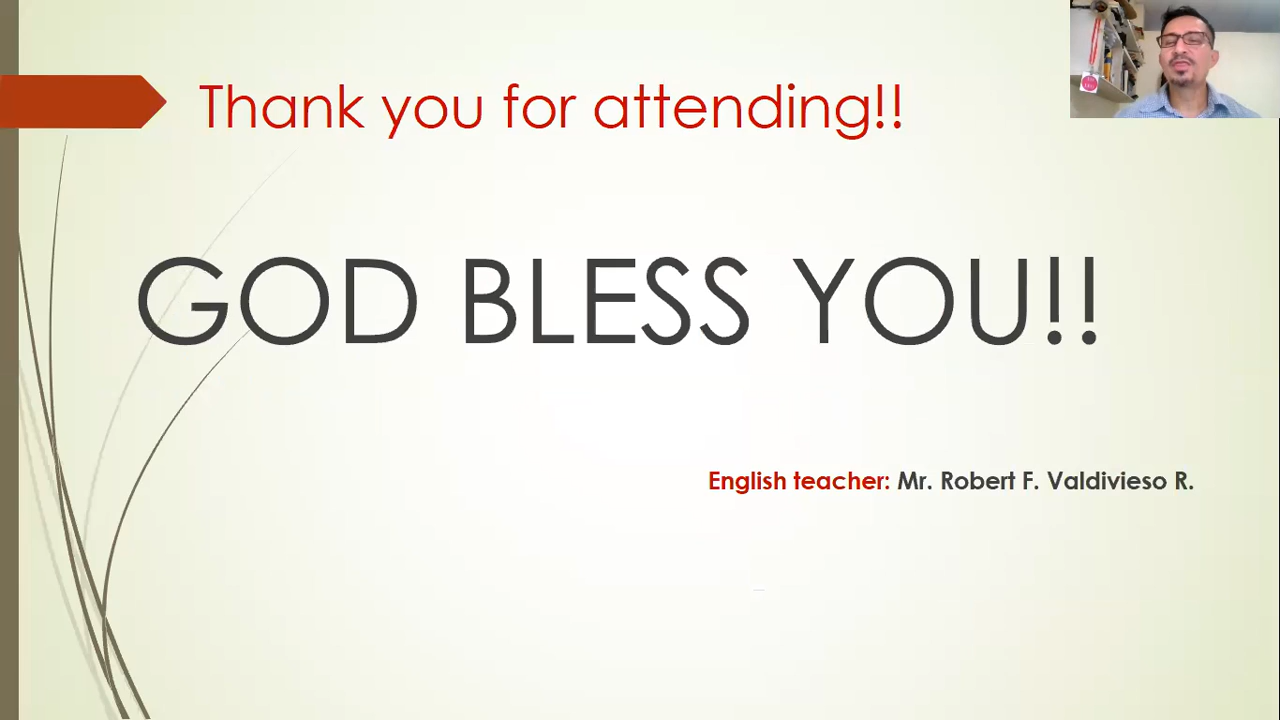 Thank you for attending!!
GOD BLESS YOU!!
English teacher: Mr. Robert F. Valdivieso R.